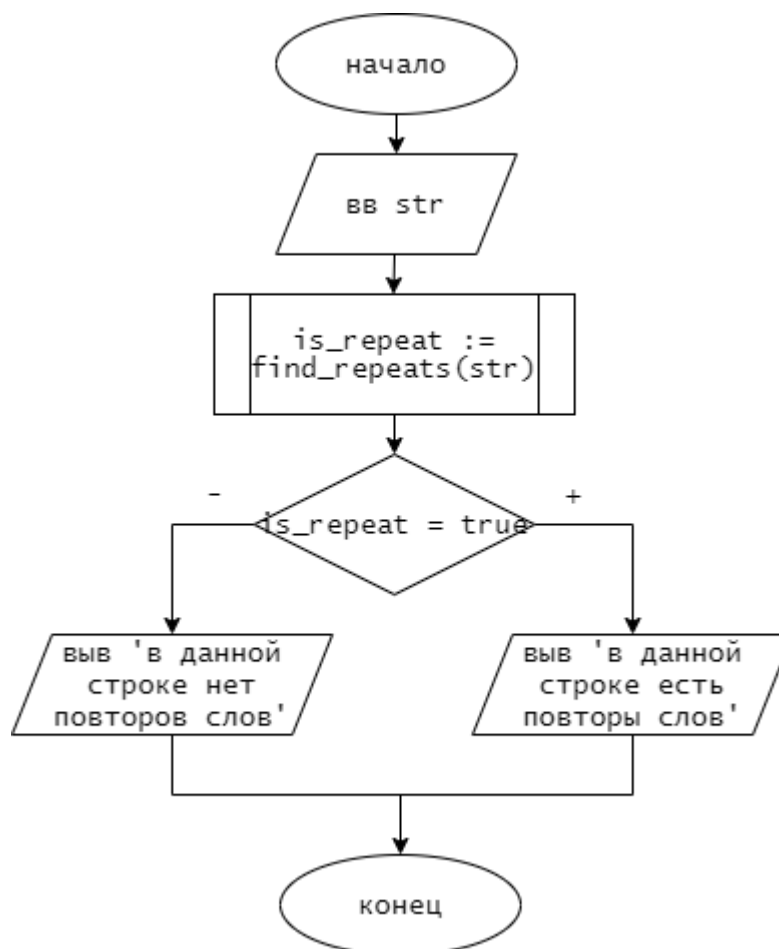 начало
вв str
is_repeat :=
find_repeats(str)
is_repeat = true
-
+
выв 'в данной
строке нет
повторов слов'
выв 'в данной
строке есть
повторы слов'
конец